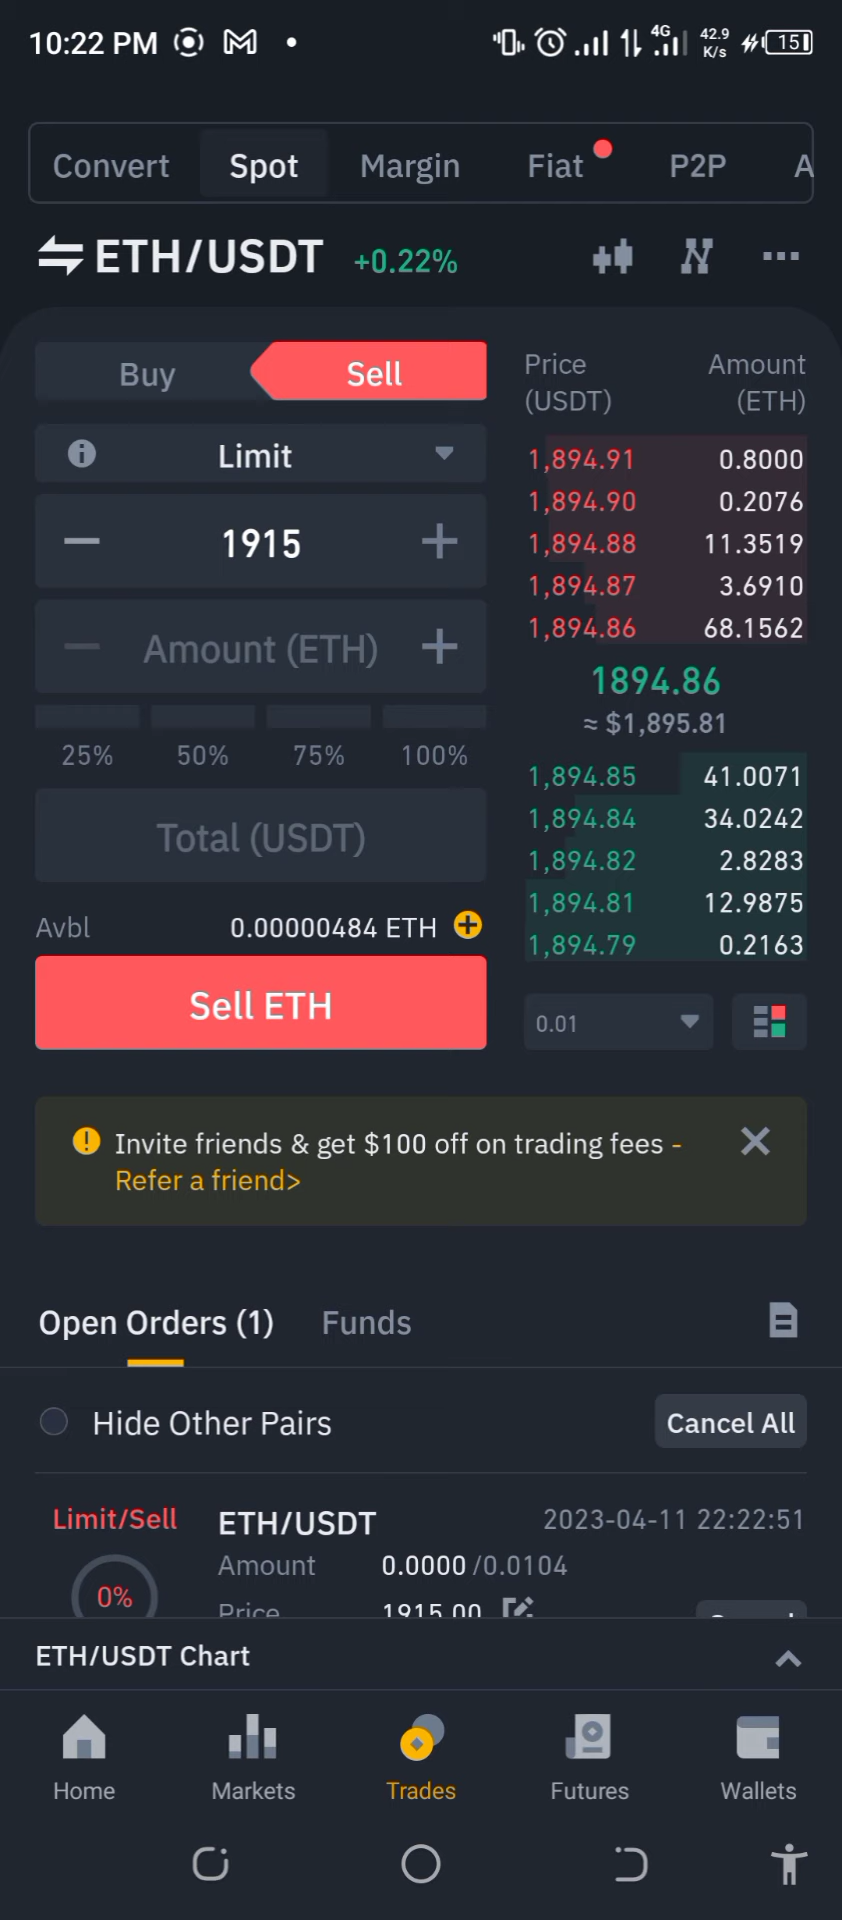 10:22 PM
4G
42.9
K/s
15
Convert Spot Margin Fiat P2P A
ETH/USDT +0.22%
Buy Sell
Limit
1915
Amount (ETH)
25% 50% 75% 100%
Total (USDT)
Avbl 0.00000484 ETH
Sell ETH
Price Amount
(USDT) (ETH)
1,894.91 0.8000
1,894.90 0.2076
1,894.88 11.3519
1,894.87 3.6910
1,894.86 68.1562
1894.86
≈ $1,895.81
1,894.85 41.0071
1,894.84 34.0242
1,894.82 2.8283
1,894.81 12.9875
1,894.79 0.2163
0.01
Invite friends & get $100 off on trading fees -
Refer a friend>
Open Orders (1) Funds
Hide Other Pairs Cancel All
Limit/Sell ETH/USDT 2023-04-11 22:22:51
Amount 0.0000 /0.0104
0%
Price 1915.00
ETH/USDT Chart
Home Markets Trades Futures Wallets